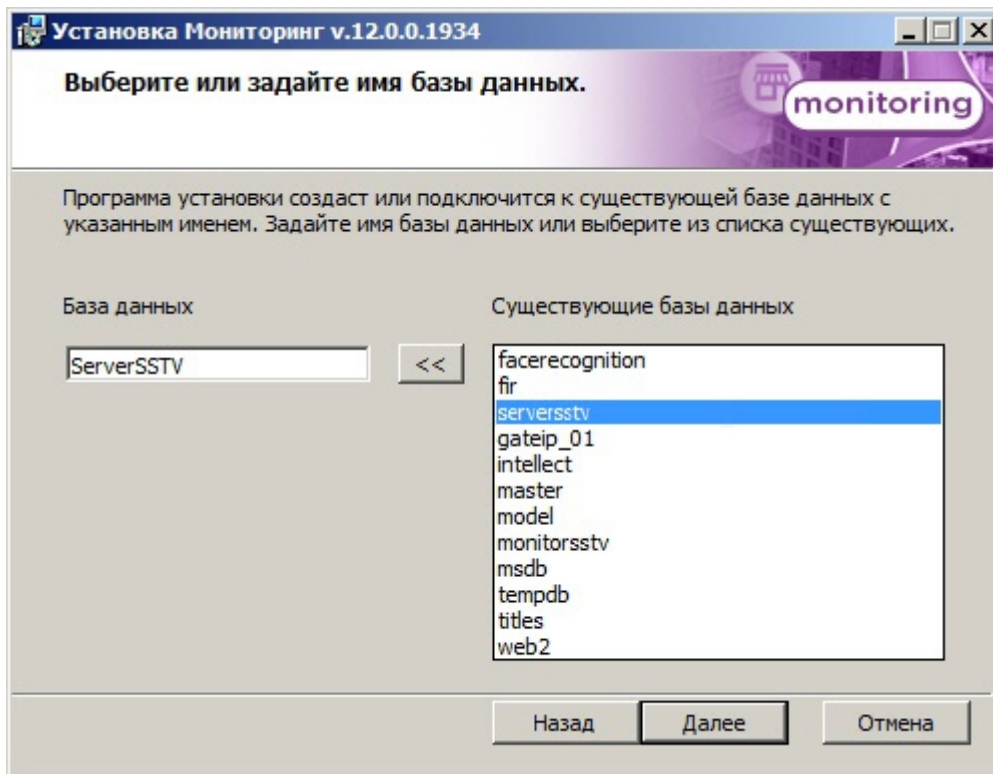 Установка Мониторинг v.12.0.0.1934
Выберите или задайте имя базы данных.
monitoring
Программа установки создаст или подключится к существующей базе данных с
указанным именем. Задайте имя базы данных или выберите из списка существующих.
База данных
Существующие базы данных
ServerSSTV
<<
facerecognition
fir
serversstv
gateip_01
intellect
master
model
monitorsstv
msdb
tempdb
titles
web2
Назад
Далее
Отмена